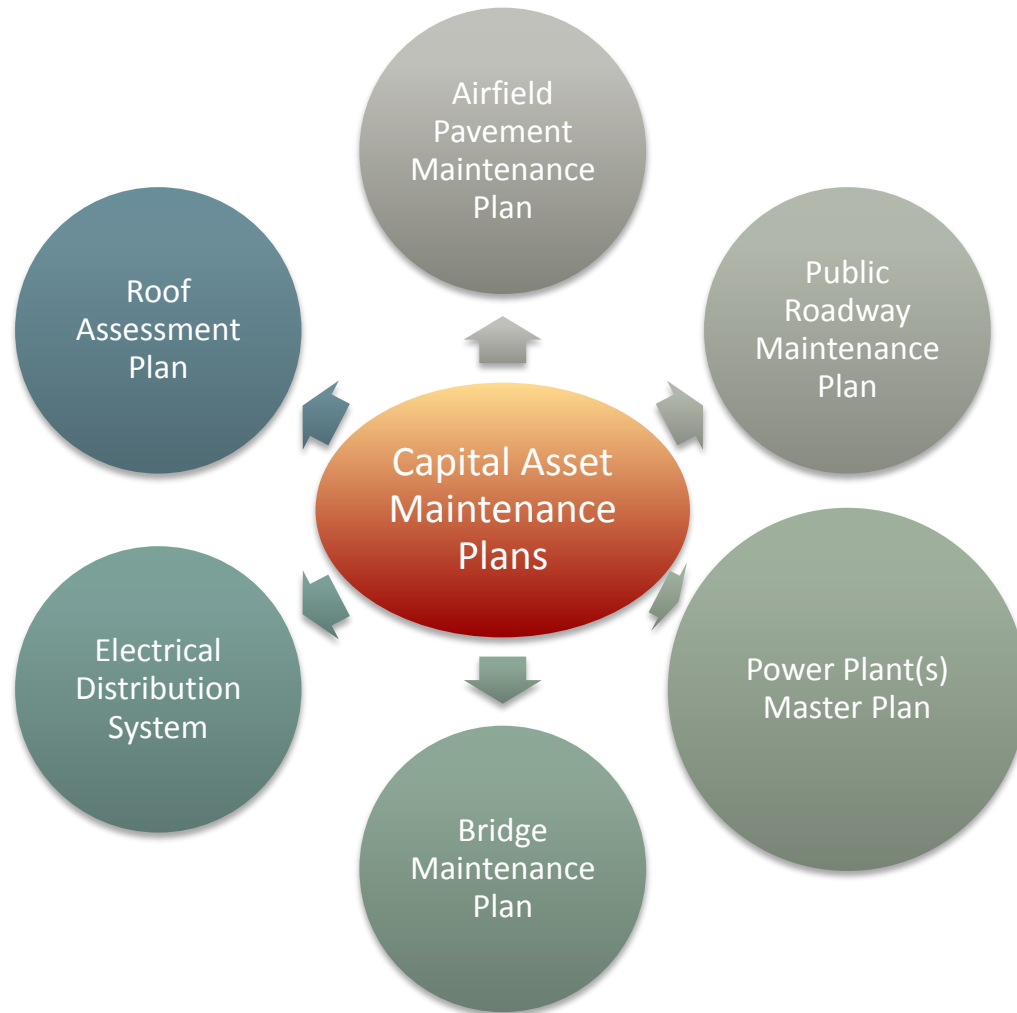 Airfield
Pavement
Maintenance
Plan
Public
Roadway
Maintenance
Plan
Roof
Assessment
Plan
Capital Asset
Maintenance
Plans
Electrical
Distribution
System
Power Plant(s)
Master Plan
Bridge
Maintenance
Plan